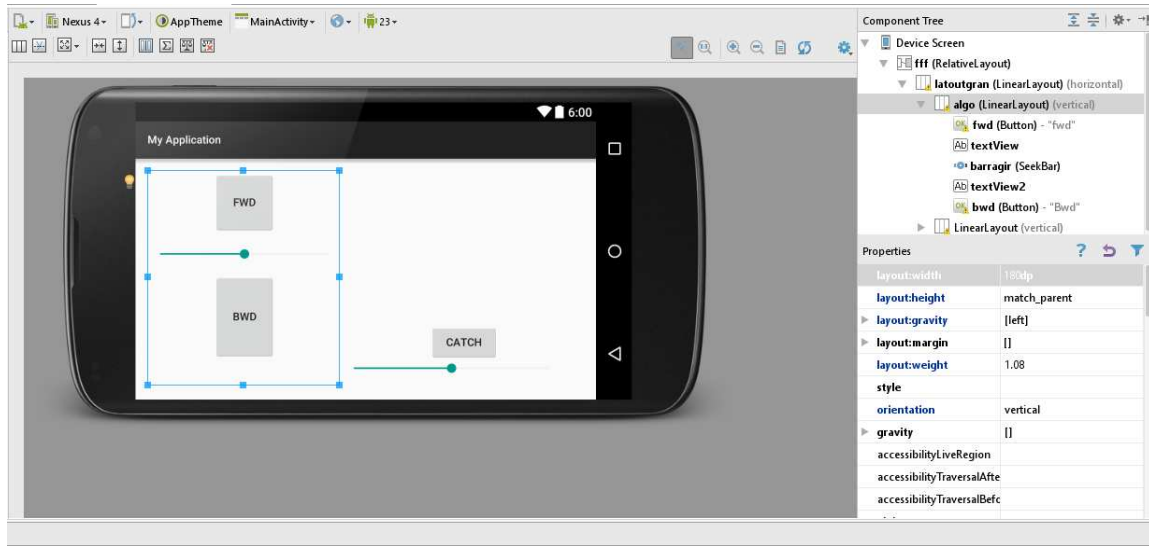 Nexus 4 AppTheme MainActivity 23
Component Tree
Device Screen
fff (RelativeLayout)
latoutgran (LinearLayout) (horizontal)
algo (LinearLayout) (vertical)
fwd (Button) - "fwd"
Ab textView
barragir (SeekBar)
Ab textView2
bwd (Button) - "Bwd"
LinearLayout (vertical)
6:00
My Application
FWD
BWD
CATCH
Properties
layout:width 180dp
layout:height match_parent
layout:gravity [left]
layout:margin []
layout:weight 1.08
style
orientation vertical
gravity []
accessibilityLiveRegion
accessibilityTraversalAfte
accessibilityTraversalBefc